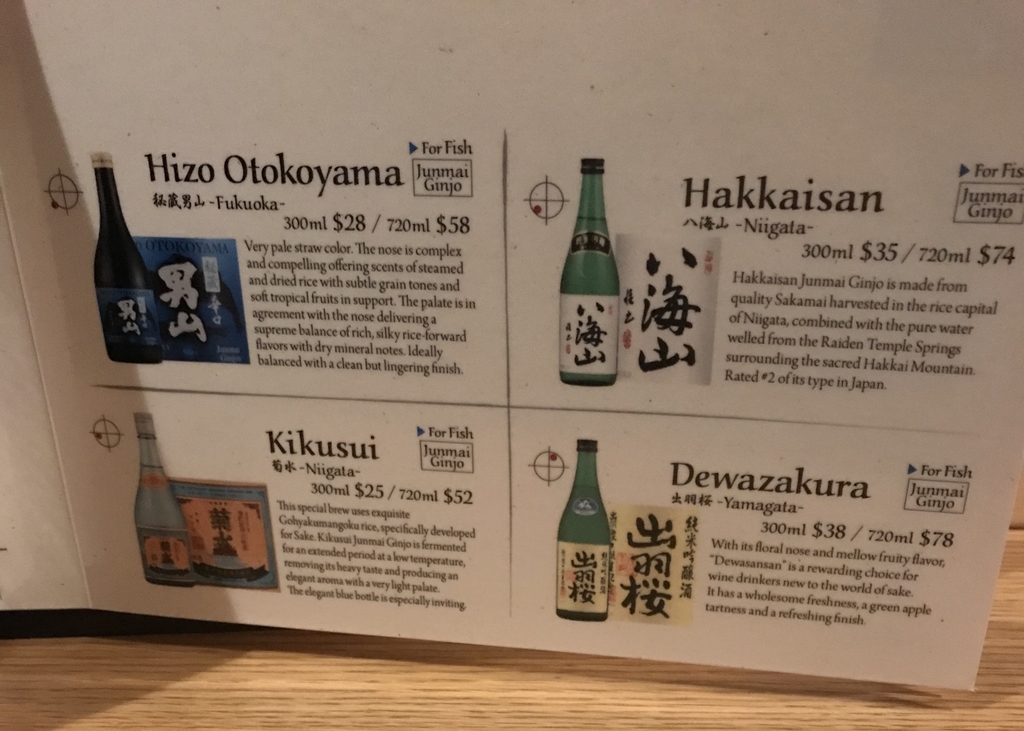 ▶ For Fish
Hizo Otokoyama
Junmai
Ginjo
秘蔵男山 -Fukuoka-
300ml $28 / 720ml $58
OTOKOYAMA
男山
男山
Very pale straw color. The nose is complex
and compelling offering scents of steamed
and dried rice with subtle grain tones and
soft tropical fruits in support. The palate is in
agreement with the nose delivering a
supreme balance of rich, silky rice-forward
flavors with dry mineral notes. Ideally
balanced with a clean but lingering finish.
▶ For Fis
Hakkaisan
Junmai
Ginjo
八海山 -Niigata-
300ml $35 / 720ml $74
八海山
八海山
Hakkaisan Junmai Ginjo is made from
quality Sakamai harvested in the rice capital
of Niigata, combined with the pure water
welled from the Raiden Temple Springs
surrounding the sacred Hakkai Mountain.
Rated #2 of its type in Japan.
▶ For Fish
Kikusui
Junmai
Ginjo
菊水 -Niigata-
300ml $25 / 720ml $52
菊水
菊水
This special brew uses exquisite
Gohyakumangoku rice, specifically developed
for Sake. Kikusui Junmai Ginjo is fermented
for an extended period at a low temperature,
removing its heavy taste and producing an
elegant aroma with a very light palate.
The elegant blue bottle is especially inviting.
▶ For Fish
Dewazakura
Junmai
Ginjo
出羽桜 -Yamagata-
300ml $38 / 720ml $78
出羽桜
出羽桜
純米吟醸酒
With its floral nose and mellow fruity flavor,
"Dewasansan" is a rewarding choice for
wine drinkers new to the world of sake.
It has a wholesome freshness, a green apple
tartness and a refreshing finish.